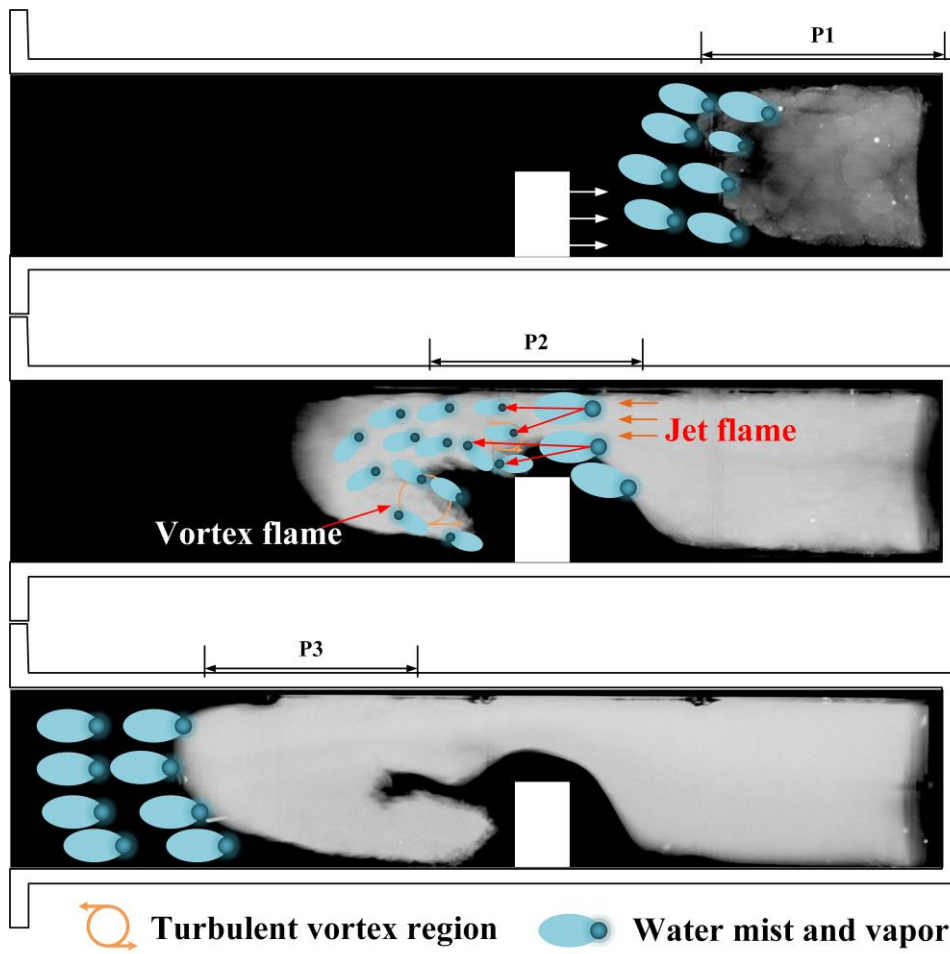 P1
P2
Jet flame
Vortex flame
P3
Turbulent vortex region
Water mist and vapor